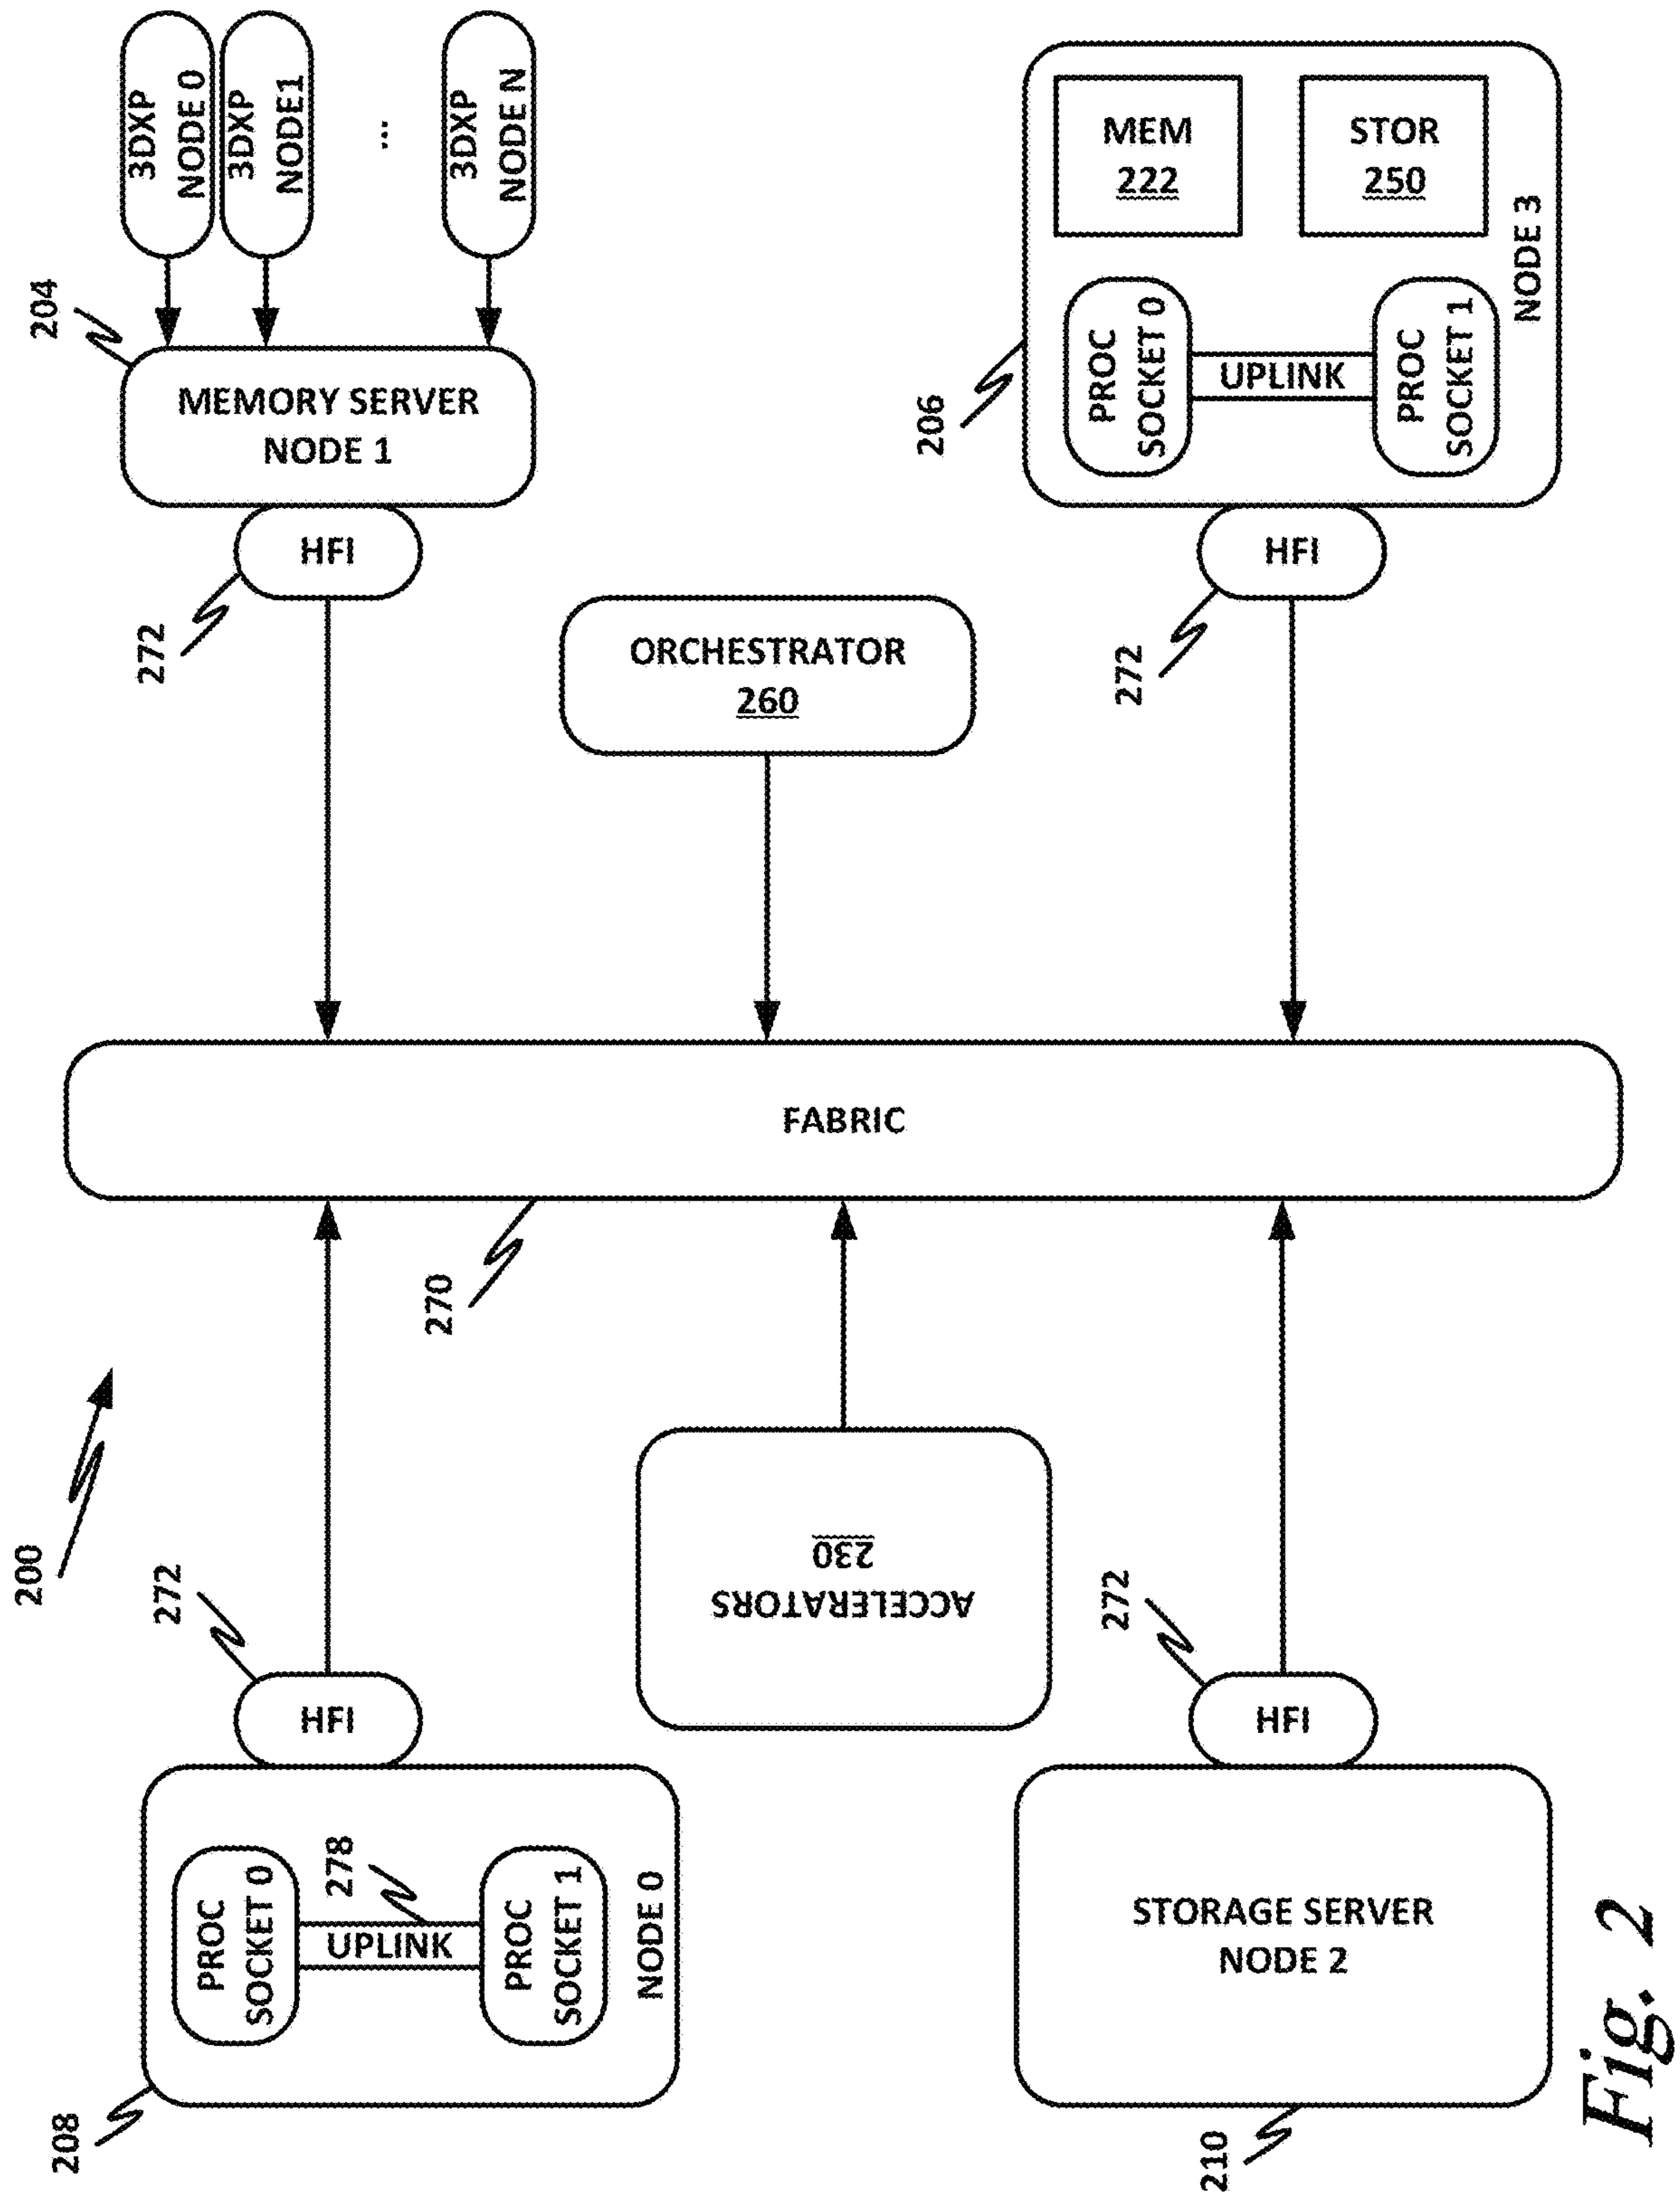 3DXP
NODE 0
3DXP
NODE1
...
3DXP
NODE N
204
MEMORY SERVER
NODE 1
HFI
272
MEM
222
STOR
250
PROC
SOCKET 0
UPLINK
PROC
SOCKET 1
NODE 3
206
HFI
272
ORCHESTRATOR
260
FABRIC
270
200
272
HFI
PROC
SOCKET 0
UPLINK
278
PROC
SOCKET 1
NODE 0
208
ACCELERATORS
230
272
HFI
STORAGE SERVER
NODE 2
210
Fig. 2